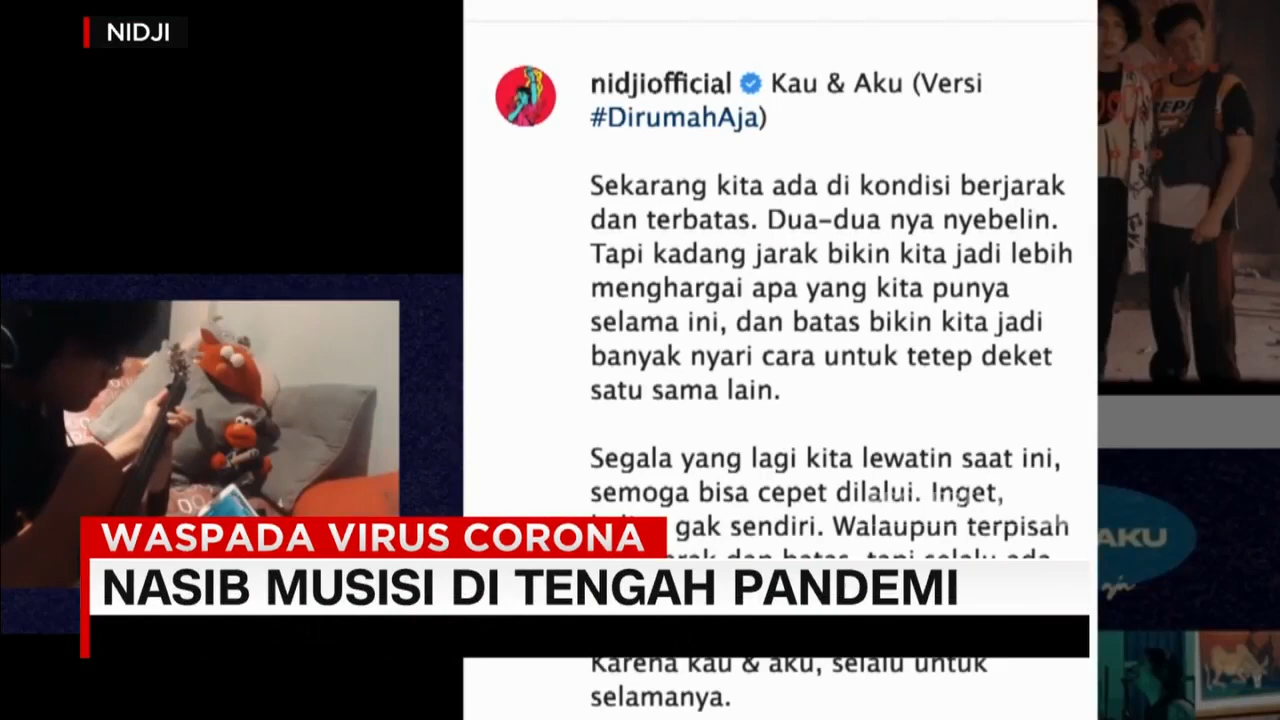 NIDJI
nidjiofficial Kau & Aku (Versi
#DirumahAja)
Sekarang kita ada di kondisi berjarak
dan terbatas. Dua-dua nya nyebelin.
Tapi kadang jarak bikin kita jadi lebih
menghargai apa yang kita punya
selama ini, dan batas bikin kita jadi
banyak nyari cara untuk tetep deket
satu sama lain.
Segala yang lagi kita lewatin saat ini,
semoga bisa cepet dilalui. Inget,
gak sendiri. Walaupun terpisah
WASPADA VIRUS CORONA
NASIB MUSISI DI TENGAH PANDEMI
Karena kau & aku, selalu untuk
selamanya.
AKU